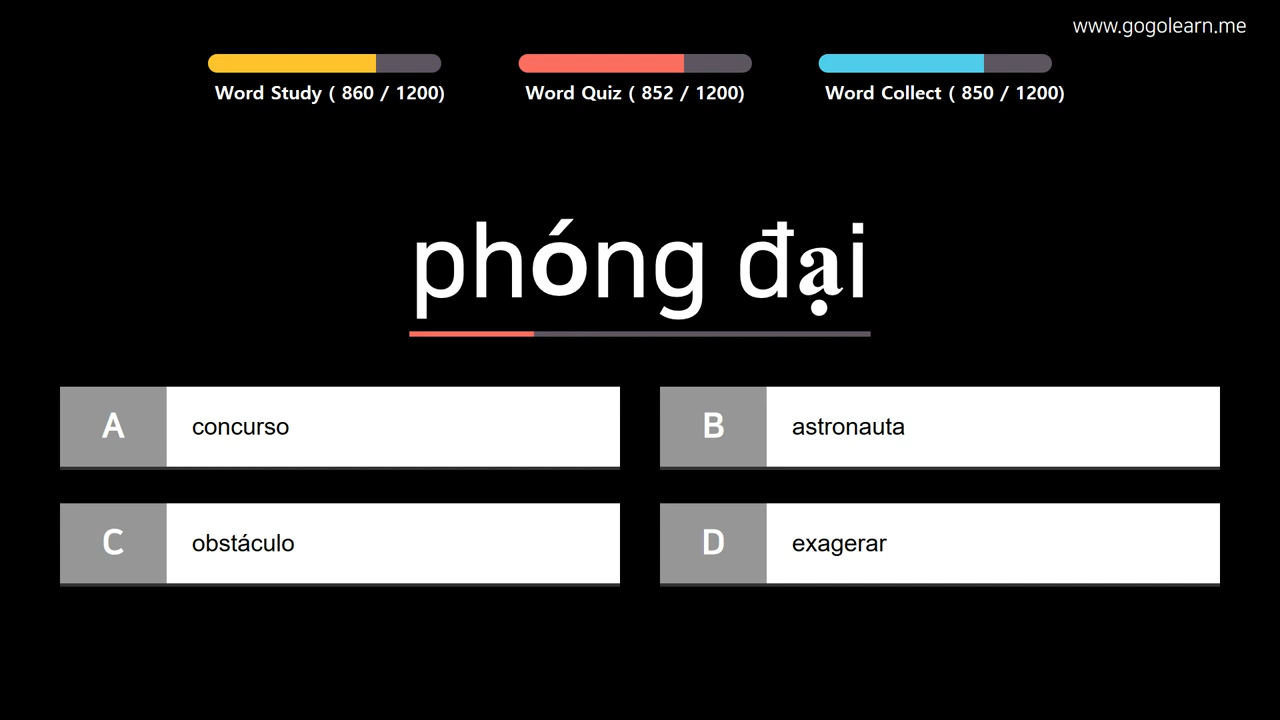 www.gogolearn.me
Word Study ( 860 / 1200)
Word Quiz ( 852 / 1200)
Word Collect ( 850 / 1200)
phóng đại
A
concurso
B
astronauta
C
obstáculo
D
exagerar